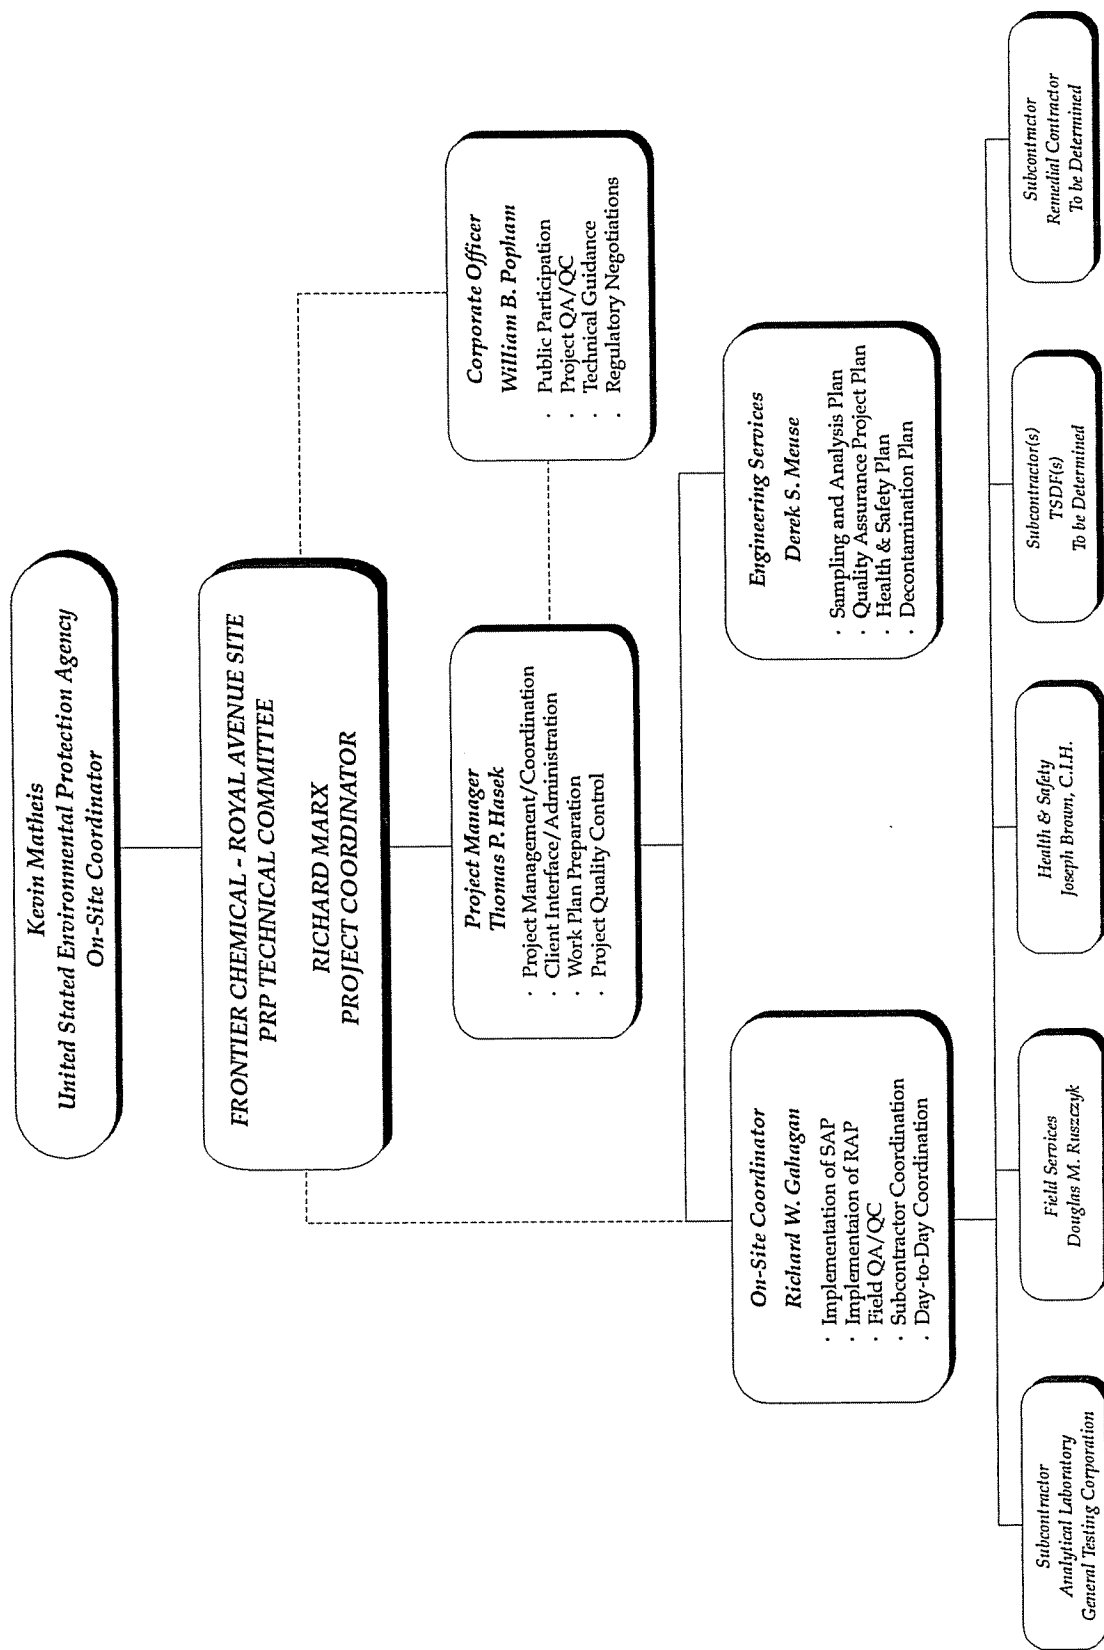 Kevin Matheis
United Stated Environmental Protection Agency
On-Site Coordinator
FRONTIER CHEMICAL - ROYAL AVENUE SITE
PRP TECHNICAL COMMITTEE
RICHARD MARX
PROJECT COORDINATOR
Project Manager
Thomas P. Hasek
· Project Management/Coordination
· Client Interface/Administration
· Work Plan Preparation
· Project Quality Control
Corporate Officer
William B. Popham
· Public Participation
· Project QA/QC
· Technical Guidance
· Regulatory Negotiations
On-Site Coordinator
Richard W. Gahagan
· Implementation of SAP
· Implementaion of RAP
· Field QA/QC
· Subcontractor Coordination
· Day-to-Day Coordination
Engineering Services
Derek S. Meuse
· Sampling and Analysis Plan
· Quality Assurance Project Plan
· Health & Safety Plan
· Decontamination Plan
Subcontractor
Analytical Laboratory
General Testing Corporation
Field Services
Douglas M. Ruszczyk
Health & Safety
Joseph Brown, C.I.H.
Subcontractor(s)
TSDF(s)
To be Determined
Subcontractor
Remedial Contractor
To be Determined